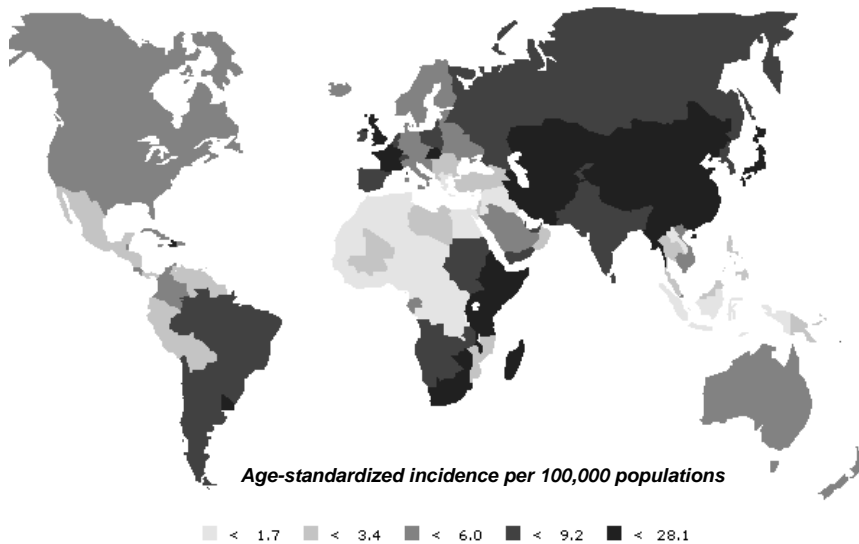 Age-standardized incidence per 100,000 populations
< 1.7 < 3.4 < 6.0 < 9.2 < 28.1